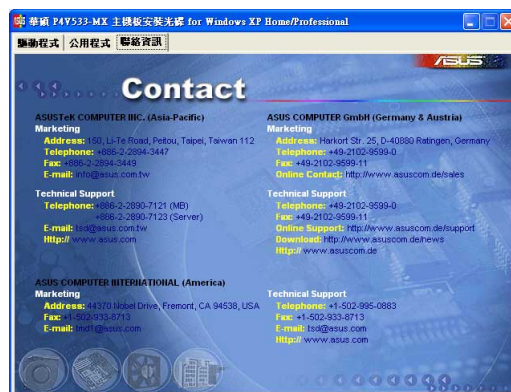 華碩 P4V533-MX 主機板安裝光碟 for Windows XP Home/Professional
驅動程式 公用程式 聯絡資訊
ASUS
Contact
ASUSTeK COMPUTER INC. (Asia-Pacific)
Marketing
Address: 150, Li-Te Road, Peitou, Taipei, Taiwan 112
Telephone: +886-2-2894-3447
Fax: +886-2-2894-3449
E-mail: info@asus.com.tw
Technical Support
Telephone: +886-2-2890-7121 (MB)
+886-2-2890-7123 (Server)
E-mail: tsd@asus.com.tw
Http:// www.asus.com
ASUS COMPUTER GmbH (Germany & Austria)
Marketing
Address: Harkort Str. 25, D-40880 Ratingen, Germany
Telephone: +49-2102-9599-0
Fax: +49-2102-9599-11
Online Contact: http://www.asuscom.de/sales
Technical Support
Telephone: +49-2102-9599-0
Fax: +49-2102-9599-11
Online Support: http://www.asuscom.de/support
Download: http://www.asuscom.de/news
Http:// www.asuscom.de
ASUS COMPUTER INTERNATIONAL (America)
Marketing
Address: 44370 Nobel Drive, Fremont, CA 94538, USA
Fax: +1-502-933-8713
E-mail: tmd1@asus.com
Technical Support
Telephone: +1-502-995-0883
Fax: +1-502-933-8713
E-mail: tsd@asus.com
Http:// www.asus.com